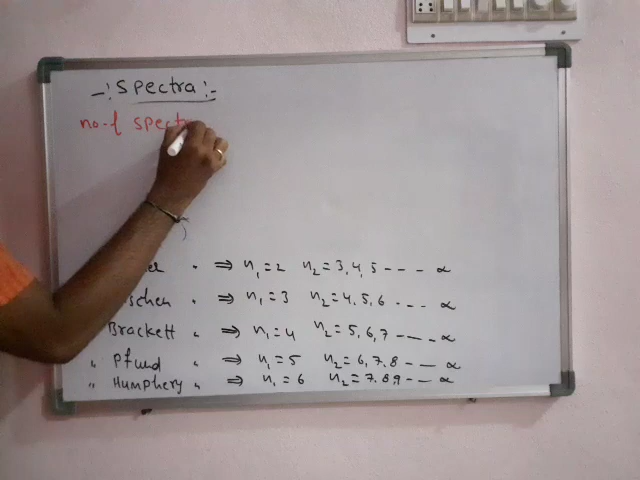 -: Spectra :-
no. of spect
" ⇒ n₁ = 2 n₂ = 3, 4, 5 ---- α
schen " ⇒ n₁ = 3 n₂ = 4, 5, 6 ---- α
Brackett " ⇒ n₁ = 4 n₂ = 5, 6, 7 ---- α
" Pfund " ⇒ n₁ = 5 n₂ = 6, 7, 8 --- α
" Humphery " ⇒ n₁ = 6 n₂ = 7, 8, 9 --- α